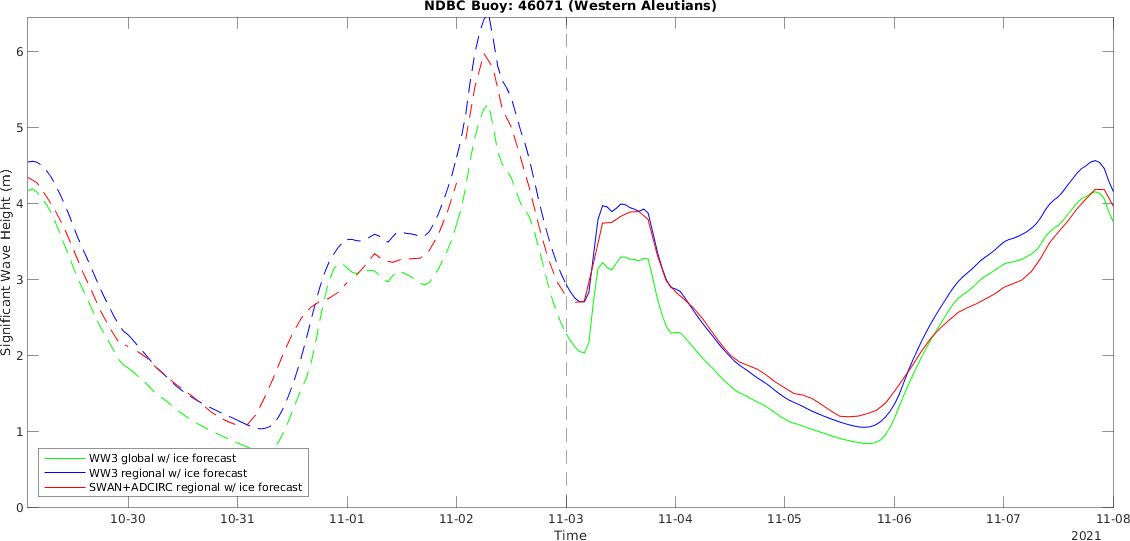 NDBC Buoy: 46071 (Western Aleutians)
Significant Wave Height (m)
6
5
4
3
2
1
0
WW3 global w/ ice forecast
WW3 regional w/ ice forecast
SWAN+ADCIRC regional w/ ice forecast
10-30 10-31 11-01 11-02 11-03 11-04 11-05 11-06 11-07 11-08
Time
2021